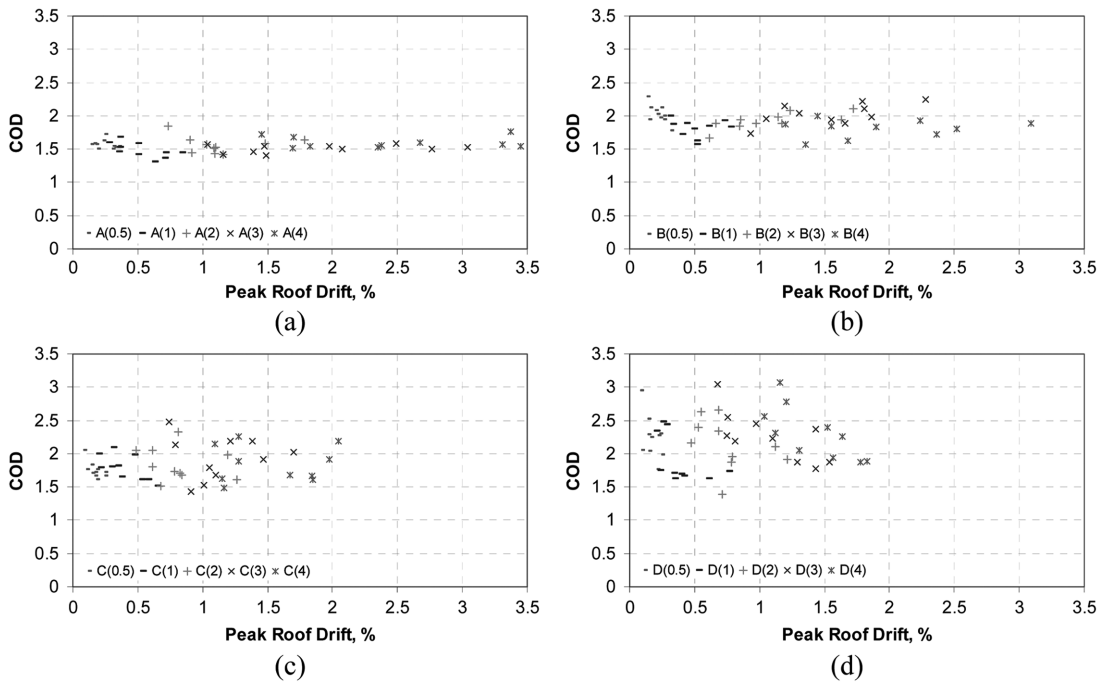 3.5
3
2.5
2
1.5
1
0.5
0
COD
A(0.5) A(1) A(2) A(3) A(4)
0 0.5 1 1.5 2 2.5 3 3.5
Peak Roof Drift, %
(a)
3.5
3
2.5
2
1.5
1
0.5
0
COD
B(0.5) B(1) B(2) B(3) B(4)
0 0.5 1 1.5 2 2.5 3 3.5
Peak Roof Drift, %
(b)
3.5
3
2.5
2
1.5
1
0.5
0
COD
C(0.5) C(1) C(2) C(3) C(4)
0 0.5 1 1.5 2 2.5 3 3.5
Peak Roof Drift, %
(c)
3.5
3
2.5
2
1.5
1
0.5
0
COD
D(0.5) D(1) D(2) D(3) D(4)
0 0.5 1 1.5 2 2.5 3 3.5
Peak Roof Drift, %
(d)